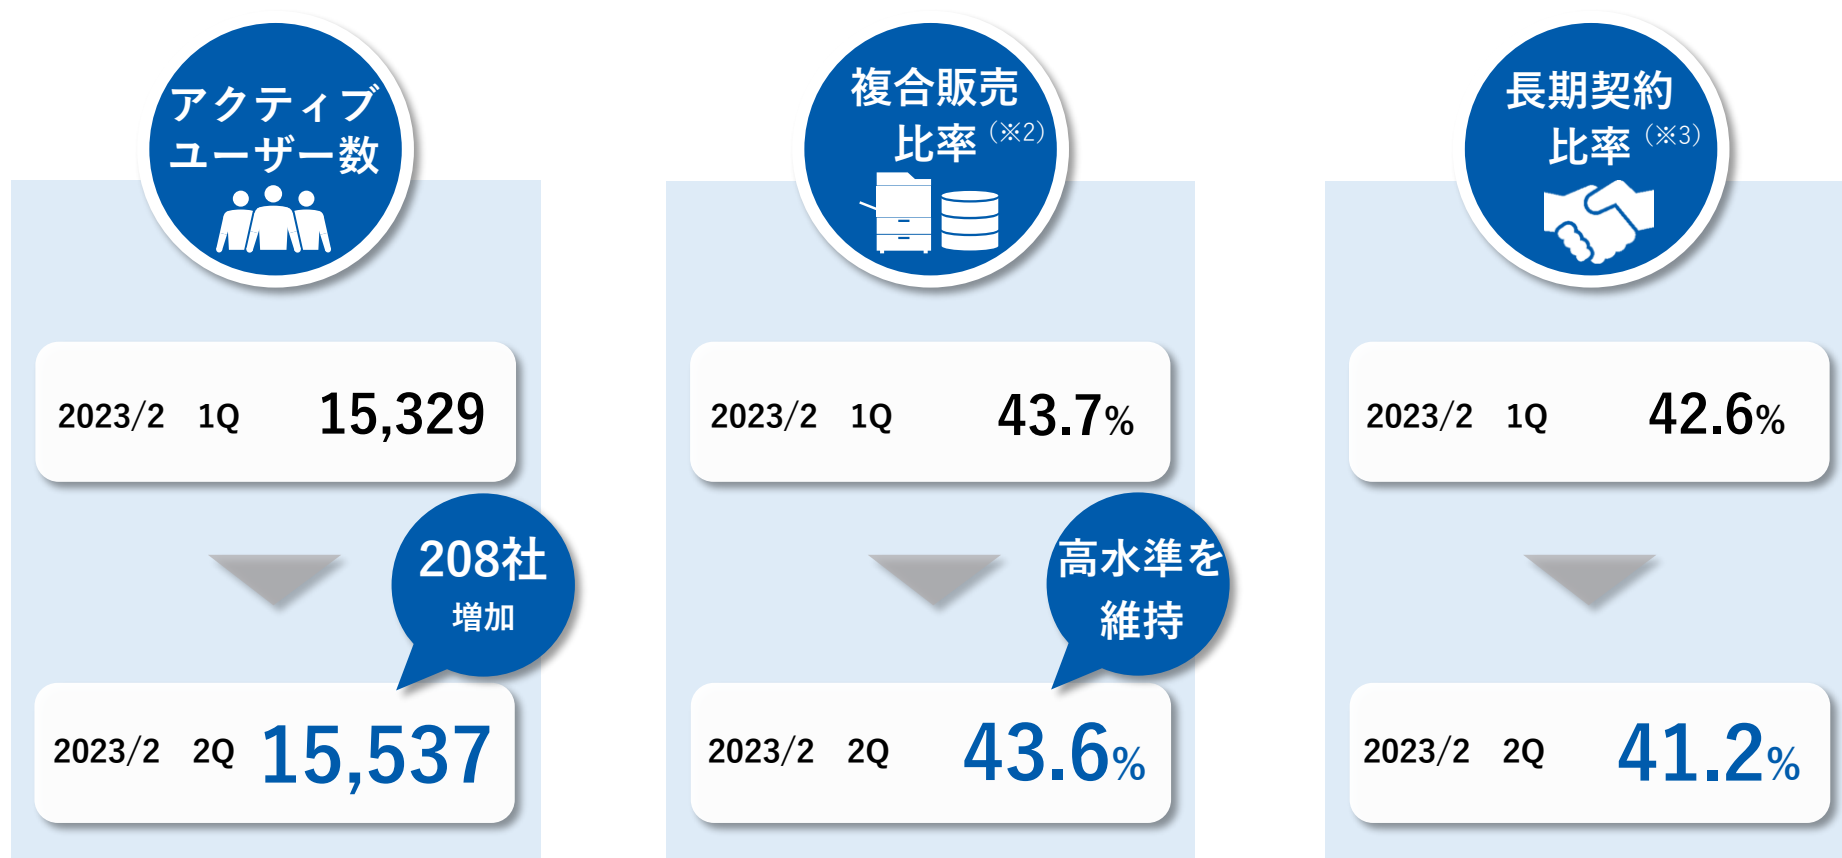 アクティブ
ユーザー数
2023/2 1Q 15,329
208社
増加
2023/2 2Q 15,537
複合販売
比率(※2)
2023/2 1Q 43.7%
高水準を
維持
2023/2 2Q 43.6%
長期契約
比率(※3)
2023/2 1Q 42.6%
2023/2 2Q 41.2%